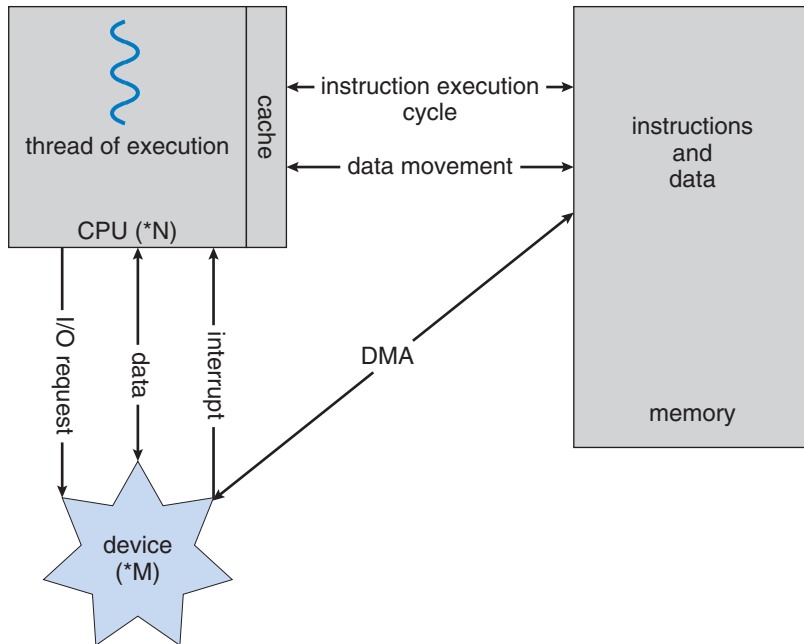 thread of execution
cache
CPU (*N)
instruction execution
cycle
data movement
instructions
and
data
memory
I/O request
data
interrupt
DMA
device
(*M)